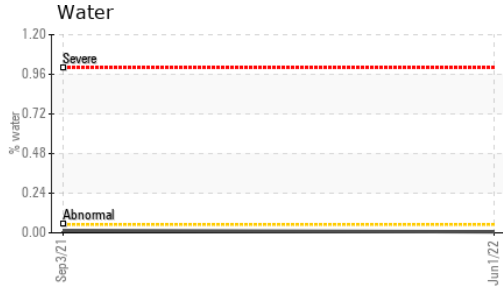 Water
1.20
Severe
0.96
0.72
% water
0.48
0.24
Abnormal
0.00
Sep3/21
Jun1/22